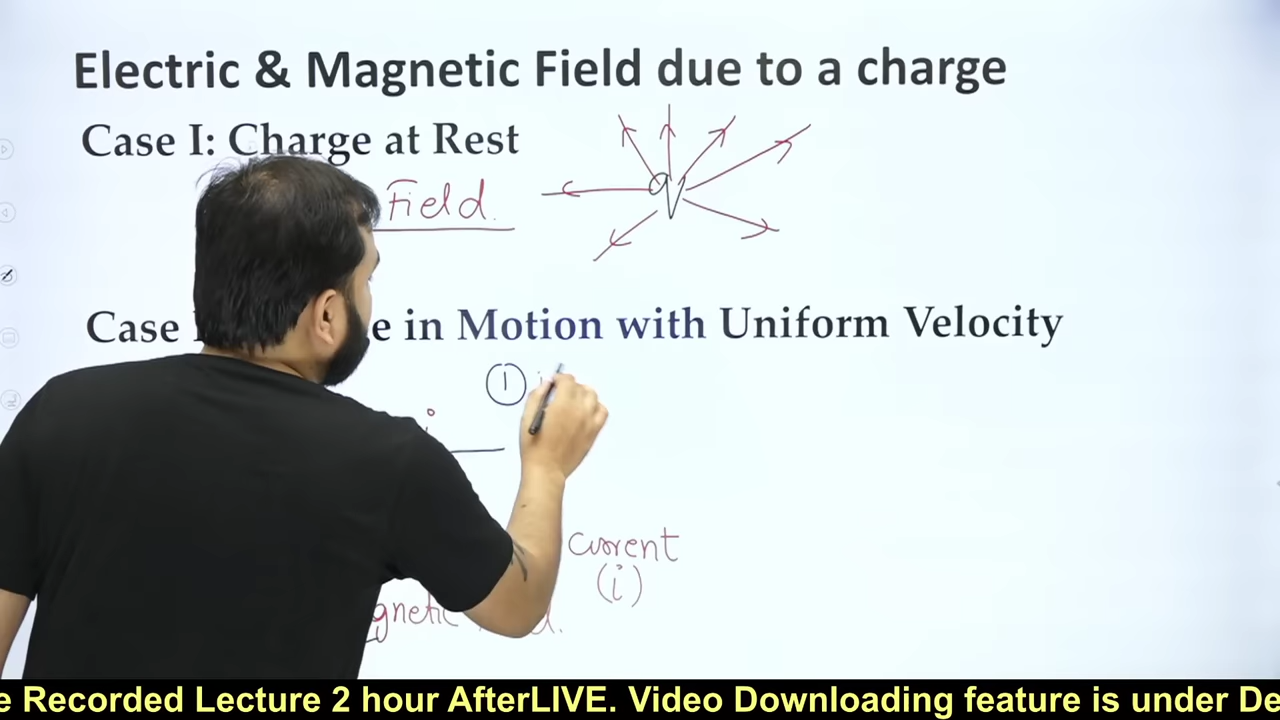 Electric & Magnetic Field due to a charge
Case I: Charge at Rest
Field.
Case in Motion with Uniform Velocity
①
i
current
(i)
e Recorded Lecture 2 hour AfterLIVE. Video Downloading feature is under De